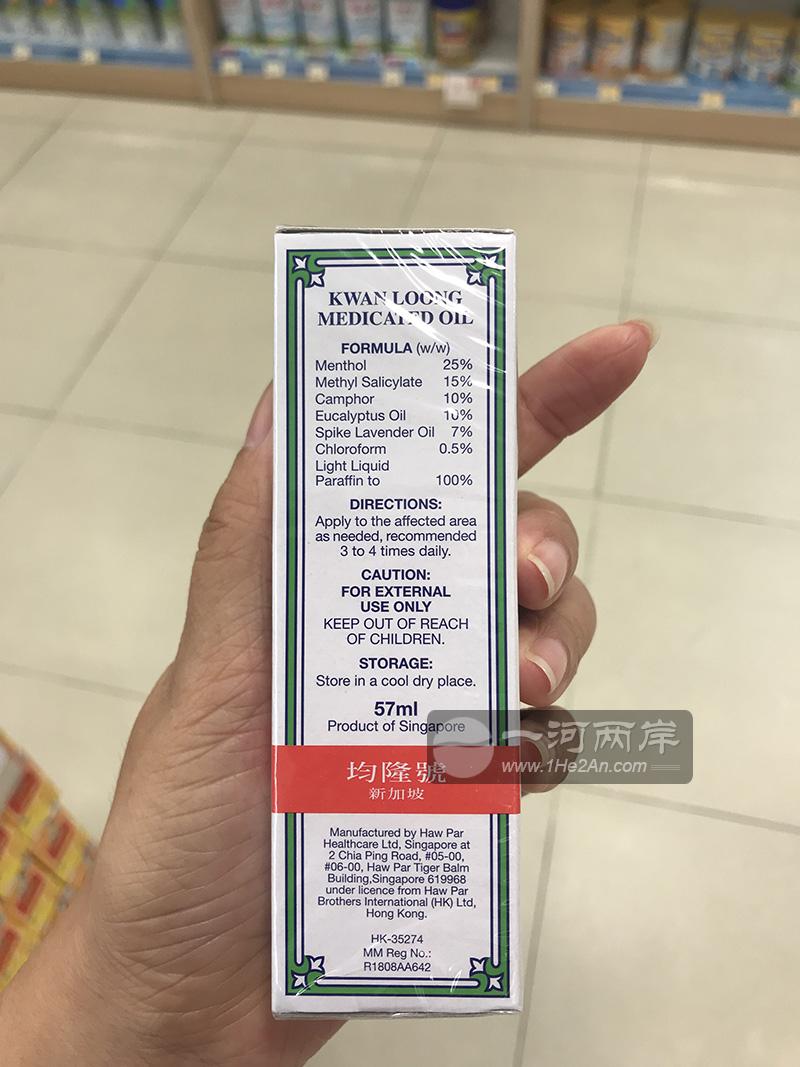 KWAN LOONG
MEDICATED OIL
FORMULA (w/w)
Menthol 25%
Methyl Salicylate 15%
Camphor 10%
Eucalyptus Oil 10%
Spike Lavender Oil 7%
Chloroform 0.5%
Light Liquid
Paraffin to 100%
DIRECTIONS:
Apply to the affected area
as needed, recommended
3 to 4 times daily.
CAUTION:
FOR EXTERNAL
USE ONLY
KEEP OUT OF REACH
OF CHILDREN.
STORAGE:
Store in a cool dry place.
57ml
Product of Singapore
一河两岸
www.1He2An.com
均隆號
新加坡
Manufactured by Haw Par
Healthcare Ltd, Singapore at
2 Chia Ping Road, #05-00,
#06-00, Haw Par Tiger Balm
Building,Singapore 619968
under licence from Haw Par
Brothers International (HK) Ltd,
Hong Kong.
HK-35274
MM Reg No.:
R1808AA642